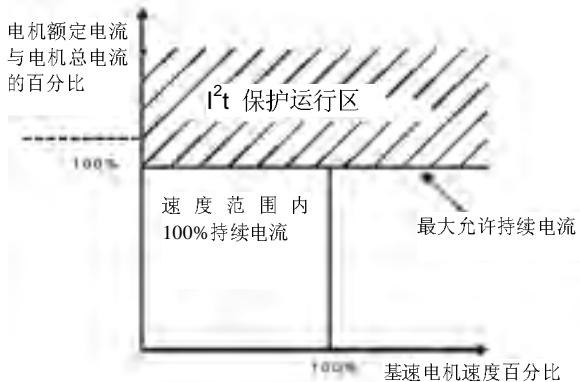 电机额定电流
与电机总电流
的百分比
I²t 保护运行区
100%
速度范围内
100%持续电流
最大允许持续电流
100%
基速电机速度百分比